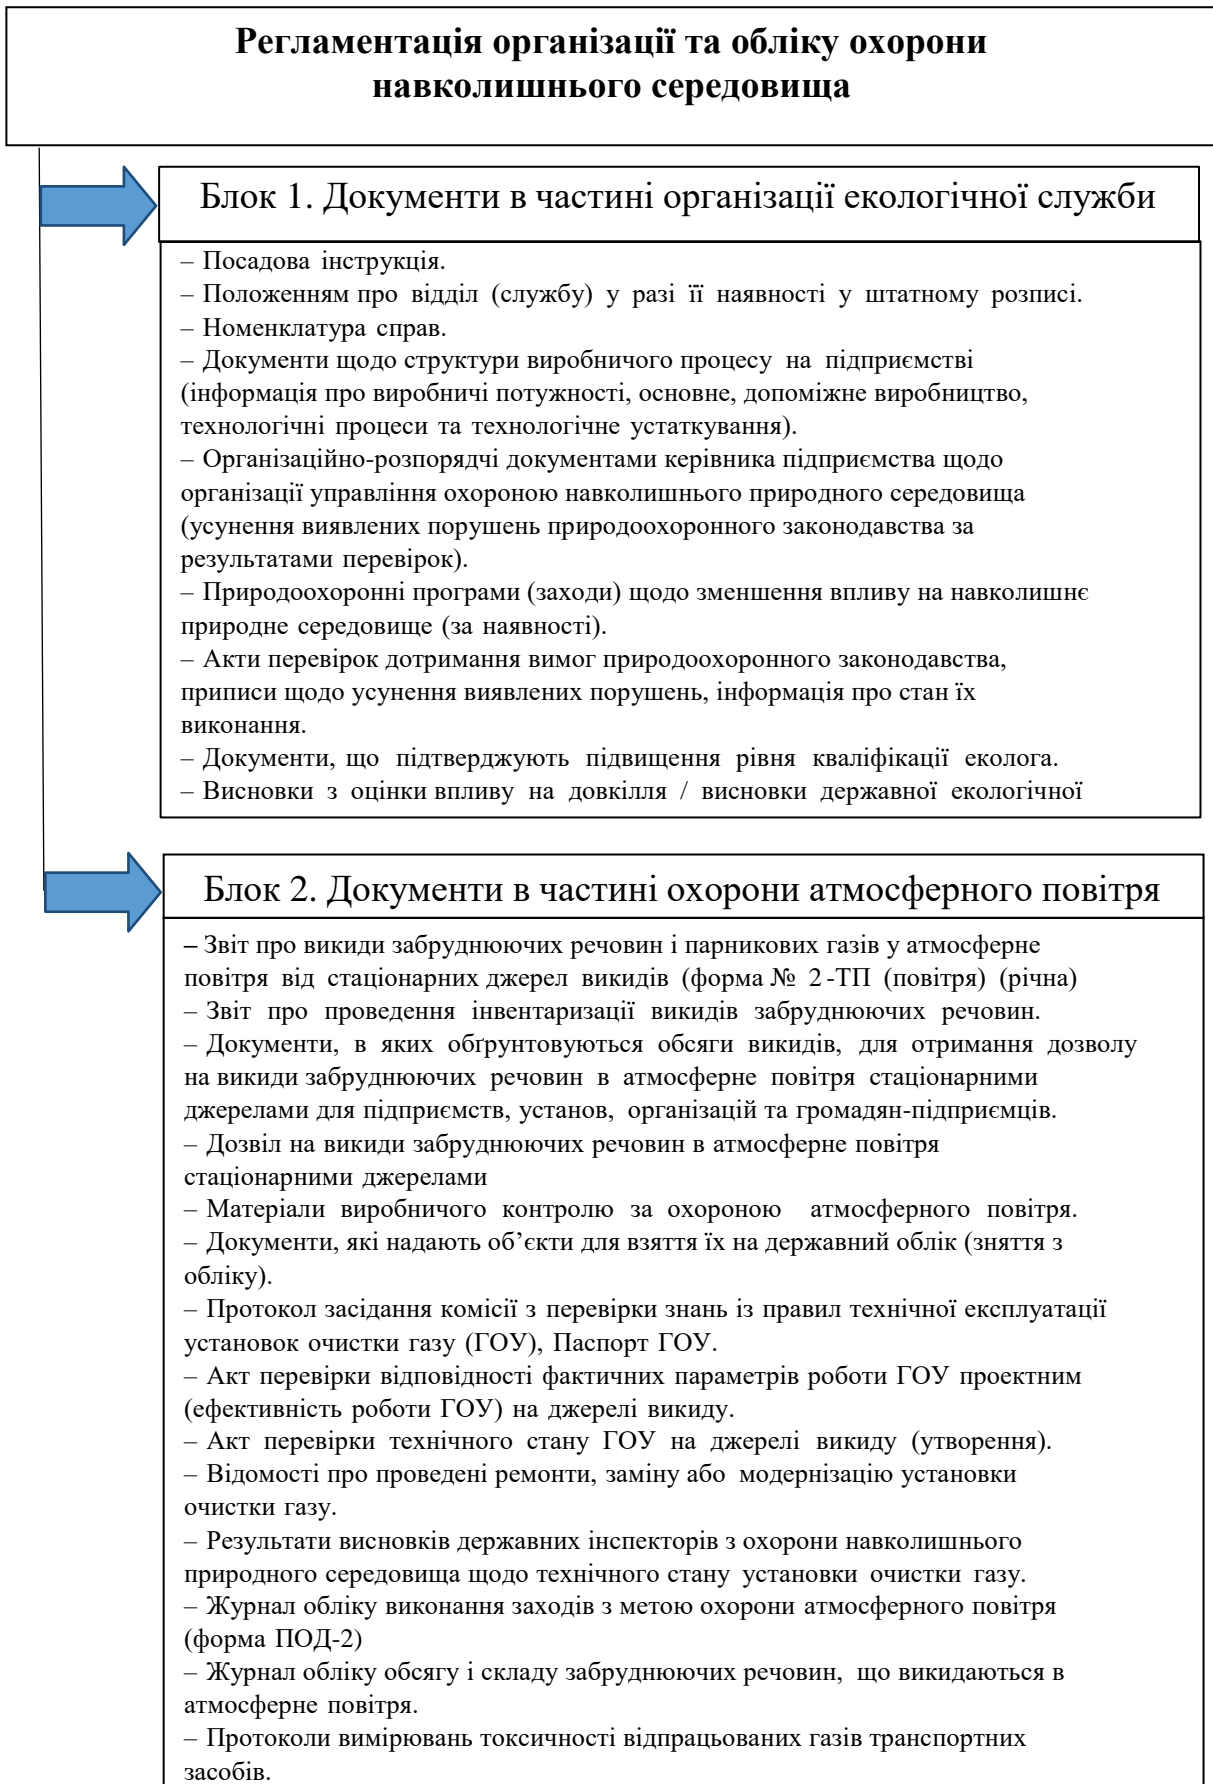 Регламентація організації та обліку охорони
навколишнього середовища
Блок 1. Документи в частині організації екологічної служби
– Посадова інструкція.
– Положенням про відділ (службу) у разі її наявності у штатному розписі.
– Номенклатура справ.
– Документи щодо структури виробничого процесу на підприємстві
(інформація про виробничі потужності, основне, допоміжне виробництво,
технологічні процеси та технологічне устаткування).
– Організаційно-розпорядчі документами керівника підприємства щодо
організації управління охороною навколишнього природного середовища
(усунення виявлених порушень природоохоронного законодавства за
результатами перевірок).
– Природоохоронні програми (заходи) щодо зменшення впливу на навколишнє
природне середовище (за наявності).
– Акти перевірок дотримання вимог природоохоронного законодавства,
приписи щодо усунення виявлених порушень, інформація про стан їх
виконання.
– Документи, що підтверджують підвищення рівня кваліфікації еколога.
– Висновки з оцінки впливу на довкілля / висновки державної екологічної
Блок 2. Документи в частині охорони атмосферного повітря
– Звіт про викиди забруднюючих речовин і парникових газів у атмосферне
повітря від стаціонарних джерел викидів (форма № 2-ТП (повітря) (річна)
– Звіт про проведення інвентаризації викидів забруднюючих речовин.
– Документи, в яких обґрунтовуються обсяги викидів, для отримання дозволу
на викиди забруднюючих речовин в атмосферне повітря стаціонарними
джерелами для підприємств, установ, організацій та громадян-підприємців.
– Дозвіл на викиди забруднюючих речовин в атмосферне повітря
стаціонарними джерелами
– Матеріали виробничого контролю за охороною атмосферного повітря.
– Документи, які надають об’єкти для взяття їх на державний облік (зняття з
обліку).
– Протокол засідання комісії з перевірки знань із правил технічної експлуатації
установок очистки газу (ГОУ), Паспорт ГОУ.
– Акт перевірки відповідності фактичних параметрів роботи ГОУ проектним
(ефективність роботи ГОУ) на джерелі викиду.
– Акт перевірки технічного стану ГОУ на джерелі викиду (утворення).
– Відомості про проведені ремонти, заміну або модернізацію установки
очистки газу.
– Результати висновків державних інспекторів з охорони навколишнього
природного середовища щодо технічного стану установки очистки газу.
– Журнал обліку виконання заходів з метою охорони атмосферного повітря
(форма ПОД-2)
– Журнал обліку обсягу і складу забруднюючих речовин, що викидаються в
атмосферне повітря.
– Протоколи вимірювань токсичності відпрацьованих газів транспортних
засобів.